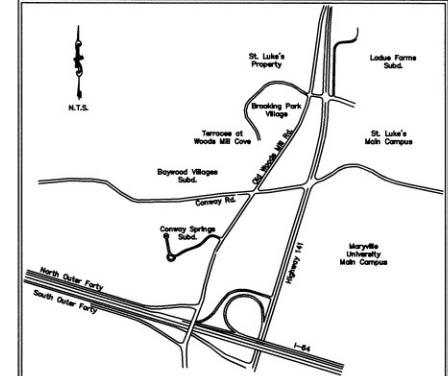 St. Luke's
Property
Ladue Farms
Subd.
N.T.S.
Brooking Park
Village
Terraces at
Woods Mill Cove
Old Woods Mill Rd.
St. Luke's
Main Campus
Baywood Villages
Subd.
Conway Rd.
Conway Springs
Subd.
Maryville
University
Main Campus
Highway 141
North Outer Forty
South Outer Forty
I-64